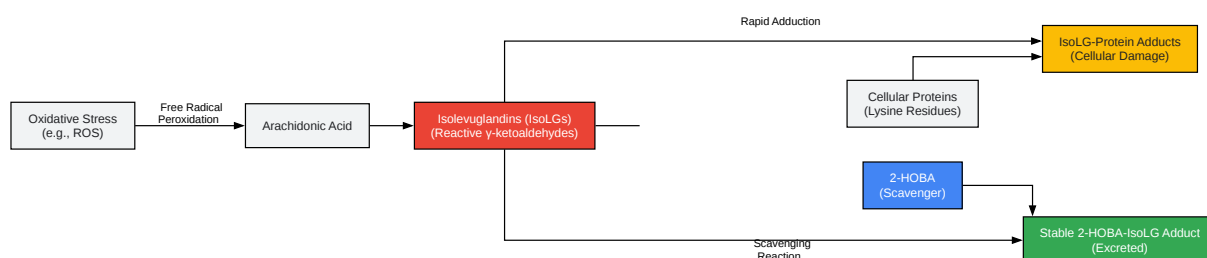 Oxidative Stress
(e.g., ROS)
Free Radical
Peroxidation
Arachidonic Acid
Isolevuglandins (IsoLGs)
(Reactive γ-ketoaldehydes)
Rapid Adduction
IsoLG-Protein Adducts
(Cellular Damage)
Cellular Proteins
(Lysine Residues)
2-HOBA
(Scavenger)
Scavenging
Reaction
Stable 2-HOBA-IsoLG Adduct
(Excreted)